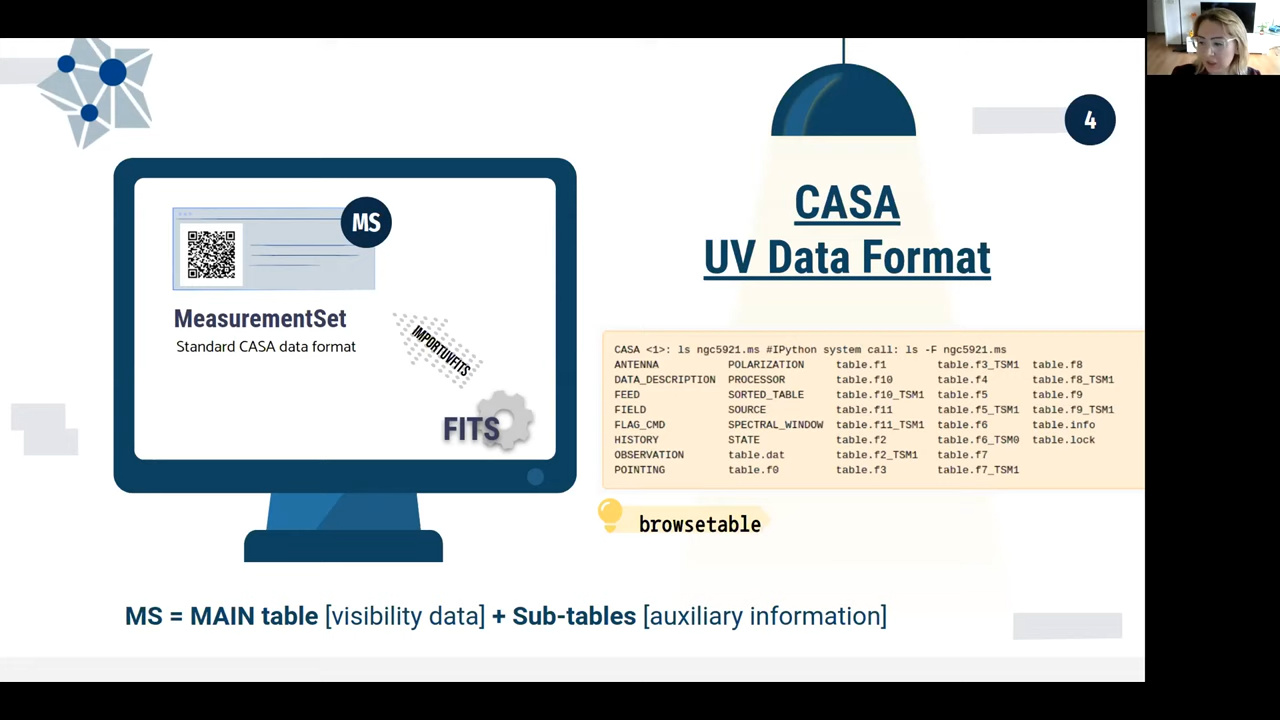 4
MS
MeasurementSet
Standard CASA data format
IMPORTUVFITS
FITS
CASA
UV Data Format
CASA <1>: ls ngc5921.ms #IPython system call: ls -F ngc5921.ms
ANTENNA POLARIZATION table.f1 table.f3_TSM1 table.f8
DATA_DESCRIPTION PROCESSOR table.f10 table.f4 table.f8_TSM1
FEED SORTED_TABLE table.f10_TSM1 table.f5 table.f9
FIELD SOURCE table.f11 table.f5_TSM1 table.f9_TSM1
FLAG_CMD SPECTRAL_WINDOW table.f11_TSM1 table.f6 table.info
HISTORY STATE table.f2 table.f6_TSM0 table.lock
OBSERVATION table.dat table.f2_TSM1 table.f7
POINTING table.f0 table.f3 table.f7_TSM1
browsetable
MS = MAIN table [visibility data] + Sub-tables [auxiliary information]